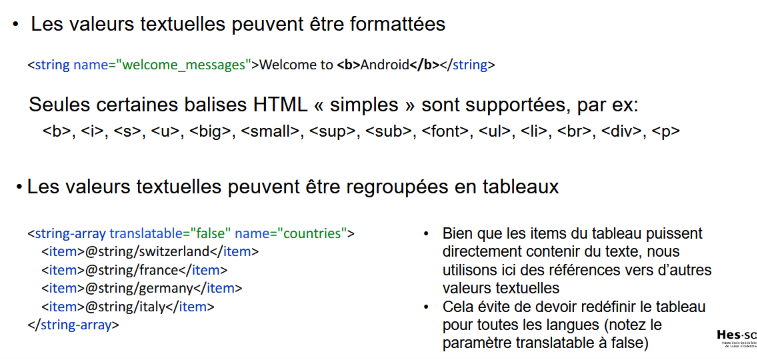 • Les valeurs textuelles peuvent être formattées
<string name="welcome_messages">Welcome to <b>Android</b></string>
Seules certaines balises HTML « simples » sont supportées, par ex:
<b>, <i>, <s>, <u>, <big>, <small>, <sup>, <sub>, <font>, <ul>, <li>, <br>, <div>, <p>
• Les valeurs textuelles peuvent être regroupées en tableaux
<string-array translatable="false" name="countries">
<item>@string/switzerland</item>
<item>@string/france</item>
<item>@string/germany</item>
<item>@string/italy</item>
</string-array>
• Bien que les items du tableau puissent
directement contenir du texte, nous
utilisons ici des références vers d'autres
valeurs textuelles
• Cela évite de devoir redéfinir le tableau
pour toutes les langues (notez le
paramètre translatable à false)
Hes·so